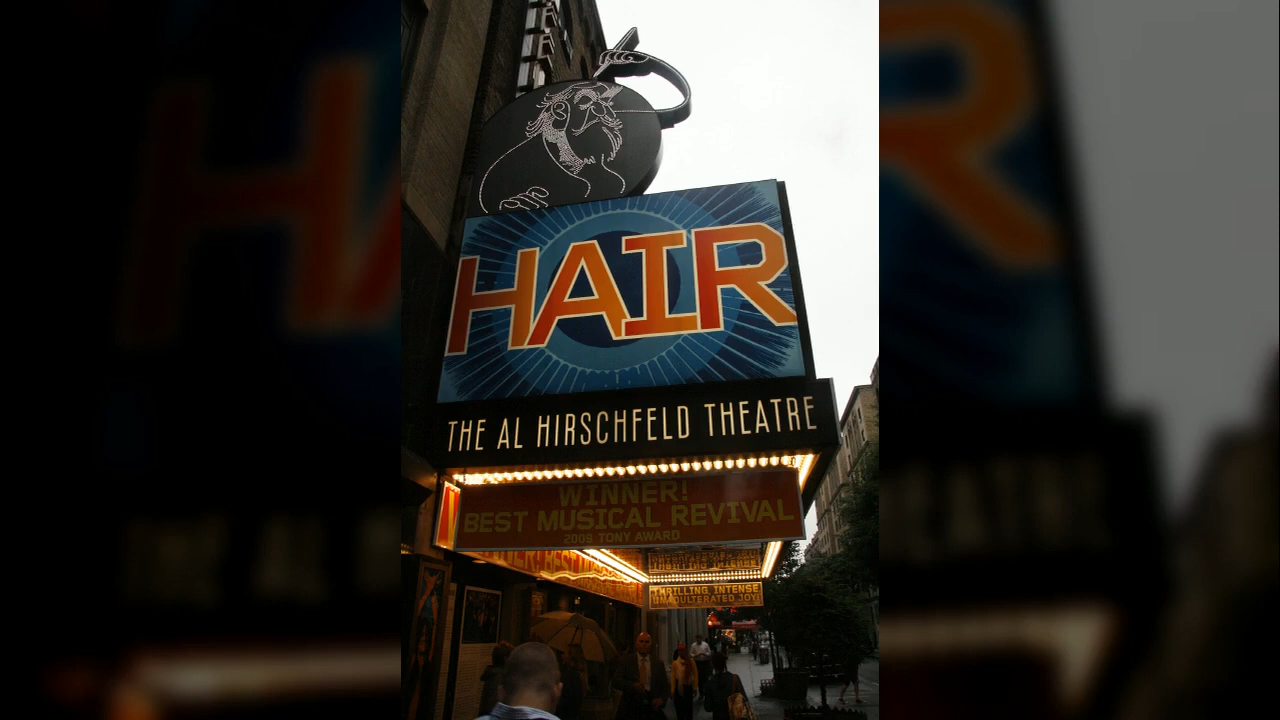 HAIR
THE AL HIRSCHFELD THEATRE
WINNER!
BEST MUSICAL REVIVAL
2009 TONY AWARD
THRILLING, INTENSE
UNADULTERATED JOY!